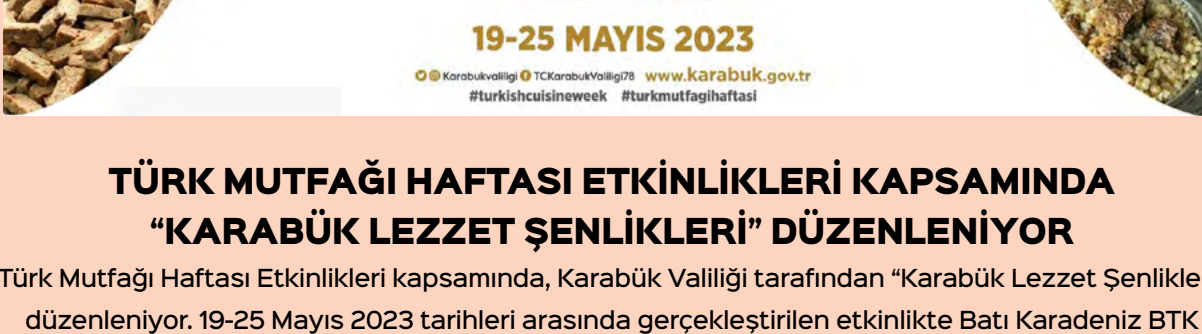 19-25 MAYIS 2023
Karabukvaliligi TCKarabukValiligi78 www.karabuk.gov.tr
#turkishcuisineweek #turkmutfagihaftasi
TÜRK MUTFAĞI HAFTASI ETKİNLİKLERİ KAPSAMINDA
“KARABÜK LEZZET ŞENLİKLERİ” DÜZENLENİYOR
Türk Mutfağı Haftası Etkinlikleri kapsamında, Karabük Valiliği tarafından “Karabük Lezzet Şenlikle
düzenleniyor. 19-25 Mayıs 2023 tarihleri arasında gerçekleştirilen etkinlikte Batı Karadeniz BTK